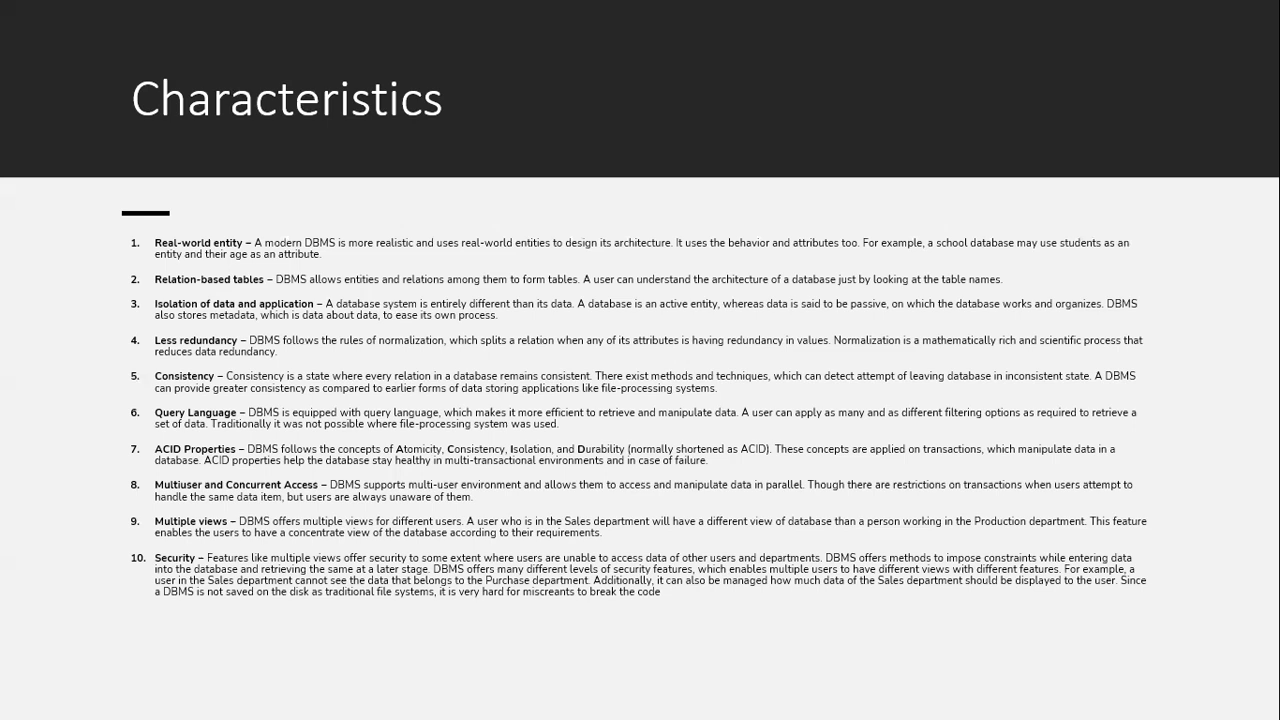 Characteristics
1. Real-world entity – A modern DBMS is more realistic and uses real-world entities to design its architecture. It uses the behavior and attributes too. For example, a school database may use students as an
entity and their age as an attribute.
2. Relation-based tables – DBMS allows entities and relations among them to form tables. A user can understand the architecture of a database just by looking at the table names.
3. Isolation of data and application – A database system is entirely different than its data. A database is an active entity, whereas data is said to be passive, on which the database works and organizes. DBMS
also stores metadata, which is data about data, to ease its own process.
4. Less redundancy – DBMS follows the rules of normalization, which splits a relation when any of its attributes is having redundancy in values. Normalization is a mathematically rich and scientific process that
reduces data redundancy.
5. Consistency – Consistency is a state where every relation in a database remains consistent. There exist methods and techniques, which can detect attempt of leaving database in inconsistent state. A DBMS
can provide greater consistency as compared to earlier forms of data storing applications like file-processing systems.
6. Query Language – DBMS is equipped with query language, which makes it more efficient to retrieve and manipulate data. A user can apply as many and as different filtering options as required to retrieve a
set of data. Traditionally it was not possible where file-processing system was used.
7. ACID Properties – DBMS follows the concepts of Atomicity, Consistency, Isolation, and Durability (normally shortened as ACID). These concepts are applied on transactions, which manipulate data in a
database. ACID properties help the database stay healthy in multi-transactional environments and in case of failure.
8. Multiuser and Concurrent Access – DBMS supports multi-user environment and allows them to access and manipulate data in parallel. Though there are restrictions on transactions when users attempt to
handle the same data item, but users are always unaware of them.
9. Multiple views – DBMS offers multiple views for different users. A user who is in the Sales department will have a different view of database than a person working in the Production department. This feature
enables the users to have a concentrate view of the database according to their requirements.
10. Security – Features like multiple views offer security to some extent where users are unable to access data of other users and departments. DBMS offers methods to impose constraints while entering data
into the database and retrieving the same at a later stage. DBMS offers many different levels of security features, which enables multiple users to have different views with different features. For example, a
user in the Sales department cannot see the data that belongs to the Purchase department. Additionally, it can also be managed how much data of the Sales department should be displayed to the user. Since
a DBMS is not saved on the disk as traditional file systems, it is very hard for miscreants to break the code